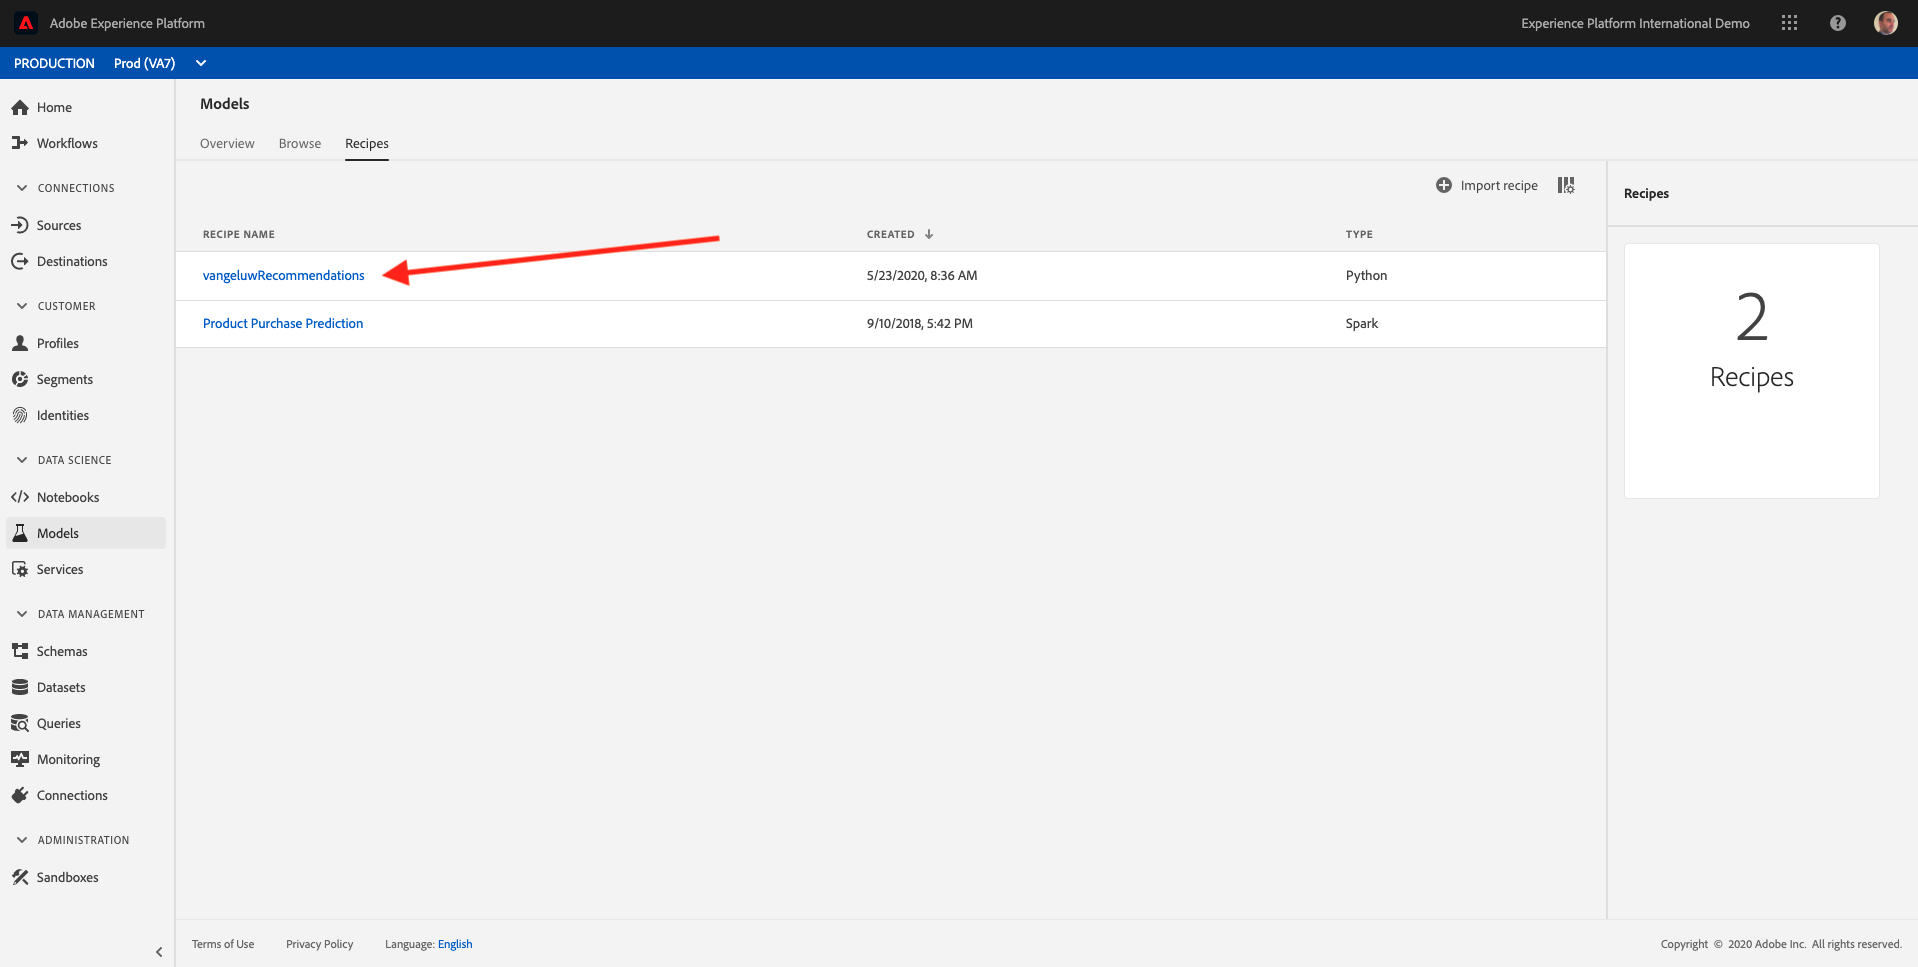 Adobe Experience Platform
Experience Platform International Demo
PRODUCTION Prod (VA7)
Home
Workflows
CONNECTIONS
Sources
Destinations
CUSTOMER
Profiles
Segments
Identities
DATA SCIENCE
Notebooks
Models
Services
DATA MANAGEMENT
Schemas
Datasets
Queries
Monitoring
Connections
ADMINISTRATION
Sandboxes
Models
Overview Browse Recipes
Import recipe
RECIPE NAME CREATED TYPE
vangeluwRecommendations 5/23/2020, 8:36 AM Python
Product Purchase Prediction 9/10/2018, 5:42 PM Spark
Recipes
2
Recipes
Terms of Use Privacy Policy Language: English
Copyright © 2020 Adobe Inc. All rights reserved.